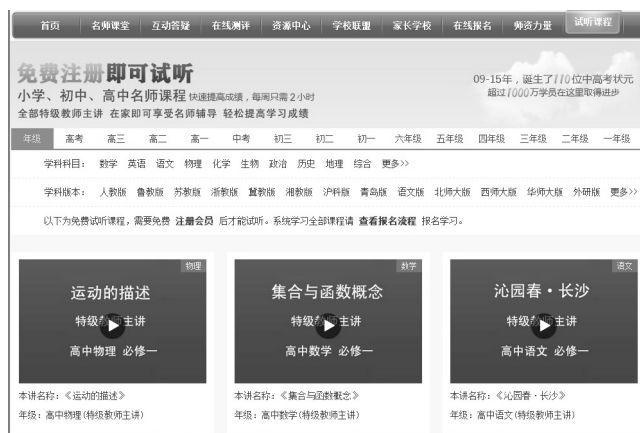 首页 名师课堂 互动答疑 在线测评 资源中心 学校联盟 家长学校 在线报名 师资力量 试听课程
免费注册即可试听
小学、初中、高中名师课程 快速提高成绩，每周只需2小时
全部特级教师主讲 在家即可享受名师辅导 轻松提高学习成绩
09-15年，诞生了110位中高考状元
超过1000万学员在这里取得进步
年级 高考 高三 高二 高一 中考 初三 初二 初一 六年级 五年级 四年级 三年级 二年级 一年级
学科科目： 数学 英语 语文 物理 化学 生物 政治 历史 地理 综合 更多>>
学科版本： 人教版 鲁教版 苏教版 浙教版 冀教版 湘教版 沪科版 青岛版 语文版 北师大版 西师大版 华师大版 外研版 更多>>
以下为免费试听课程，需要免费 注册会员 后才能试听。系统学习全部课程请 查看报名流程 报名学习。
物理
运动的描述
特级教师主讲
高中物理 必修一
本讲名称：《运动的描述》
年级：高中物理(特级教师主讲)
数学
集合与函数概念
特级教师主讲
高中数学 必修一
本讲名称：《集合与函数概念》
年级：高中数学(特级教师主讲)
语文
沁园春·长沙
特级教师主讲
高中语文 必修一
本讲名称：《沁园春·长沙》
年级：高中语文(特级教师主讲)